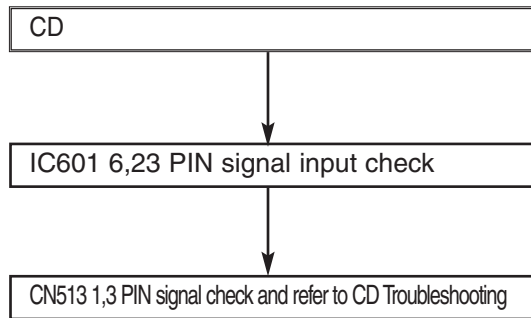 CD
IC601 6,23 PIN signal input check
CN513 1,3 PIN signal check and refer to CD Troubleshooting